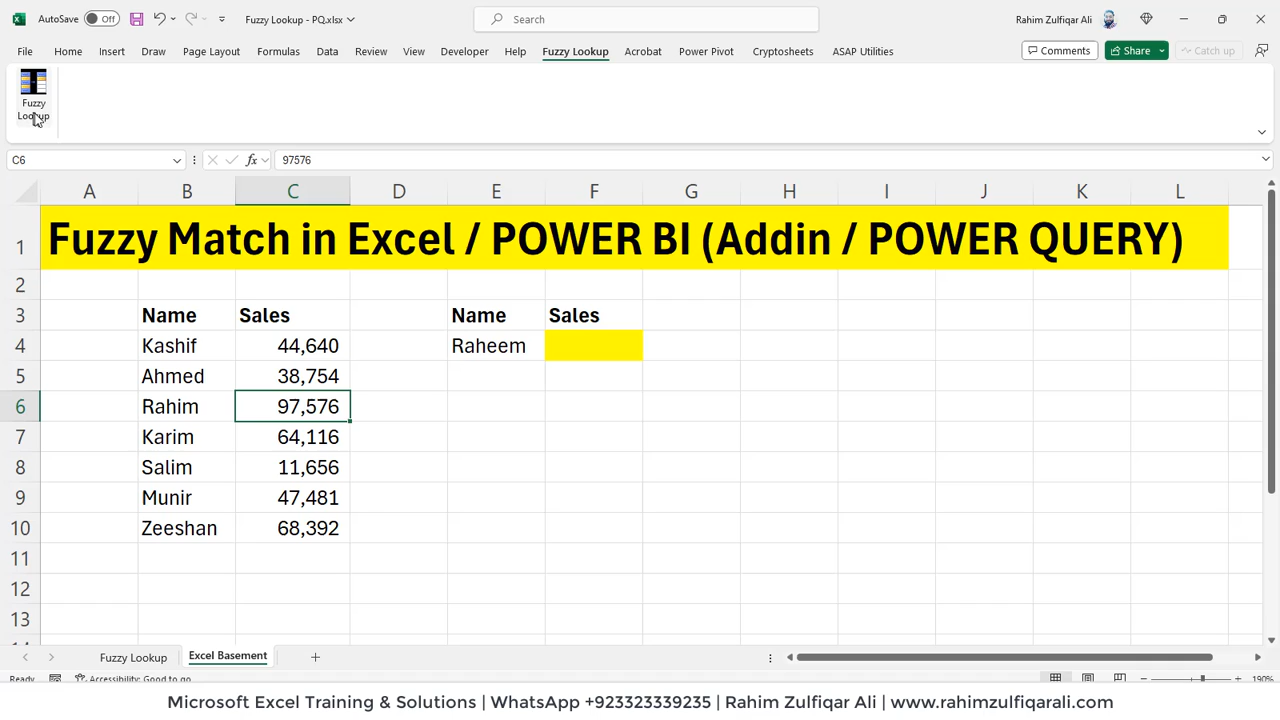 AutoSave Off Fuzzy Lookup - PQ.xlsx Search Rahim Zulfiqar Ali
File Home Insert Draw Page Layout Formulas Data Review View Developer Help Fuzzy Lookup Acrobat Power Pivot Cryptosheets ASAP Utilities Comments Share Catch up
Fuzzy
Lookup
C6 fx 97576
A B C D E F G H I J K L
1 Fuzzy Match in Excel / POWER BI (Addin / POWER QUERY)
2
3 Name Sales Name Sales
4 Kashif 44,640 Raheem
5 Ahmed 38,754
6 Rahim 97,576
7 Karim 64,116
8 Salim 11,656
9 Munir 47,481
10 Zeeshan 68,392
11
12
13
Fuzzy Lookup Excel Basement
Ready Accessibility: Good to go 190%
Microsoft Excel Training & Solutions | WhatsApp +923323339235 | Rahim Zulfiqar Ali | www.rahimzulfiqarali.com